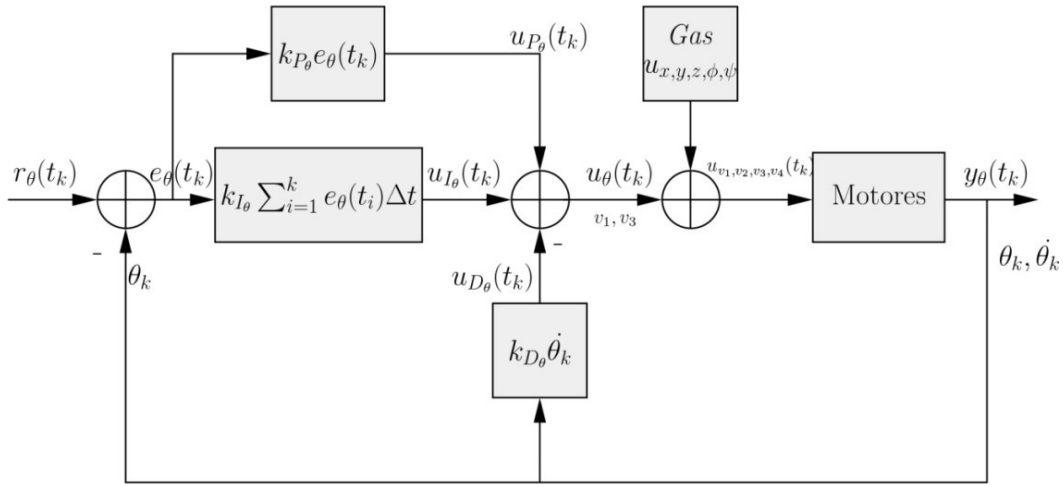 u_{P_θ}(t_k)
Gas
u_{x,y,z,ϕ,ψ}
k_{P_θ} e_θ(t_k)
r_θ(t_k)
e_θ(t_k)
k_{I_θ} ∑_{i=1}^{k} e_θ(t_i)Δt
u_{I_θ}(t_k)
u_θ(t_k)
v_1, v_3
u_{v_1,v_2,v_3,v_4}(t_k)
Motores
y_θ(t_k)
-
θ_k
-
u_{D_θ}(t_k)
θ_k, θ̇_k
k_{D_θ} θ̇_k